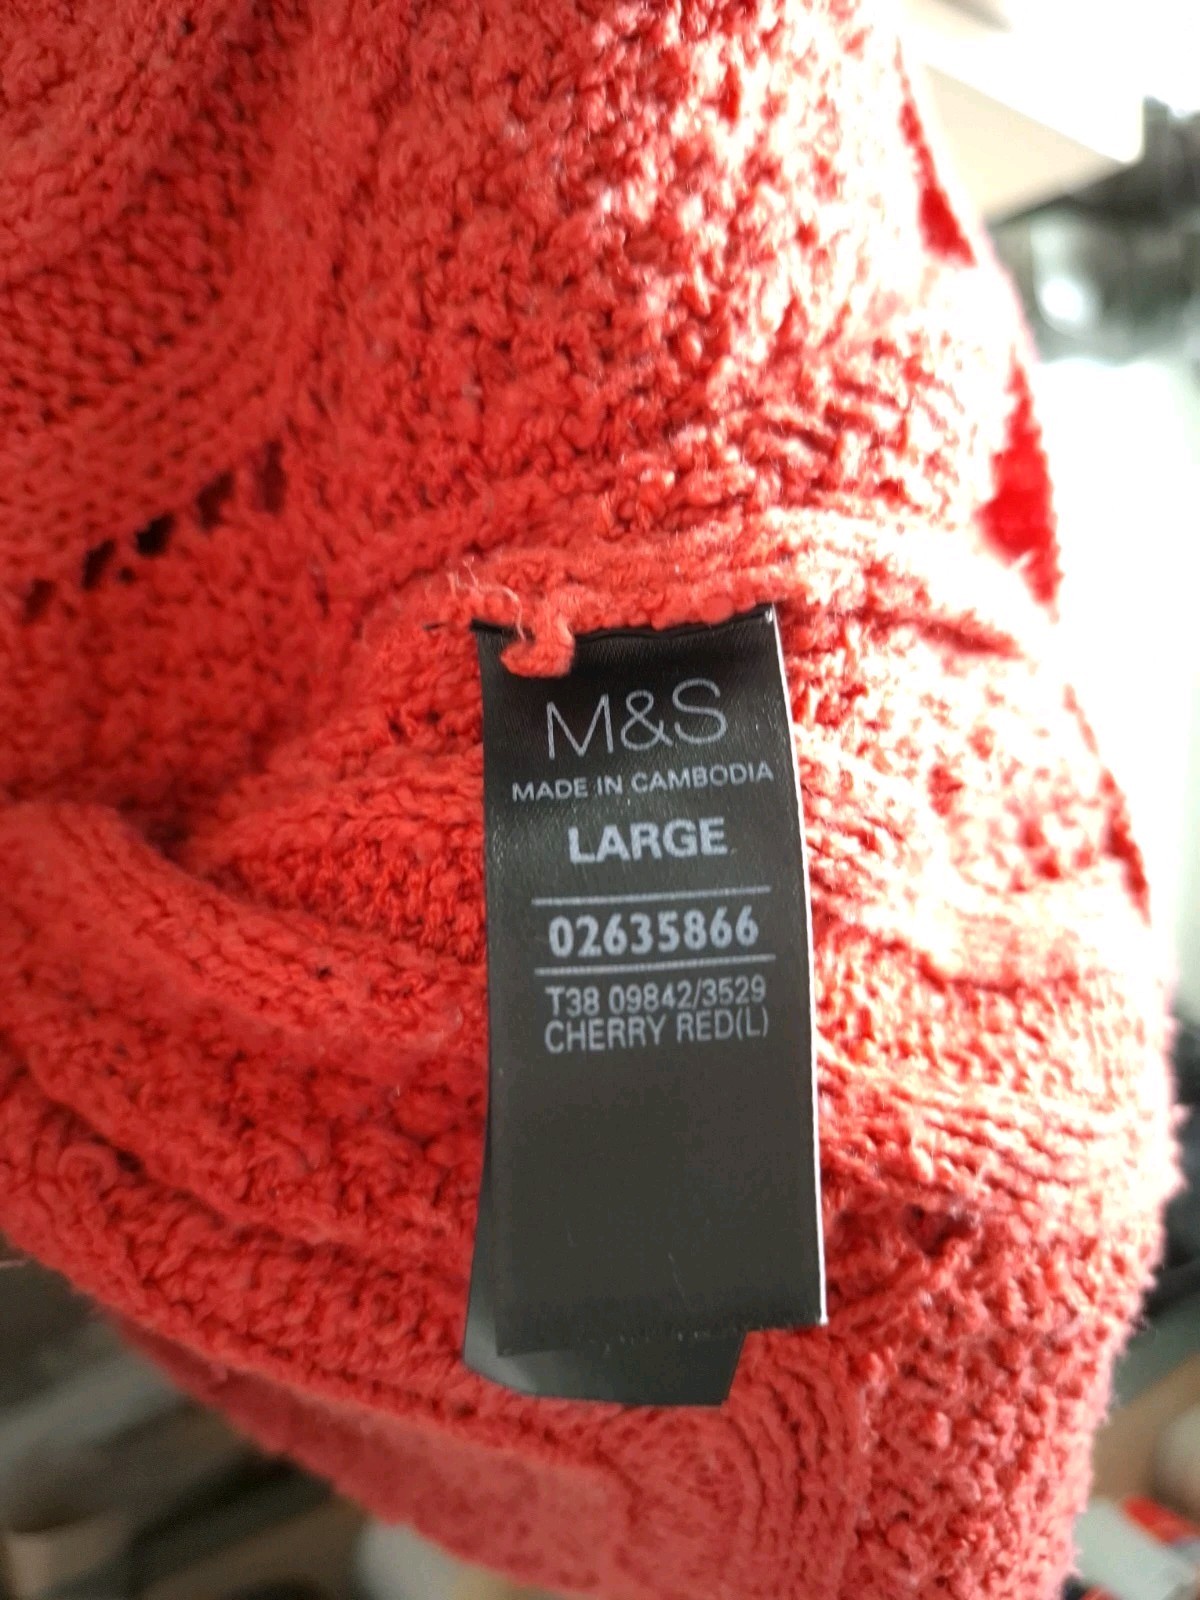 M&S
MADE IN CAMBODIA
LARGE
02635866
T38 09842/3529
CHERRY RED(L)